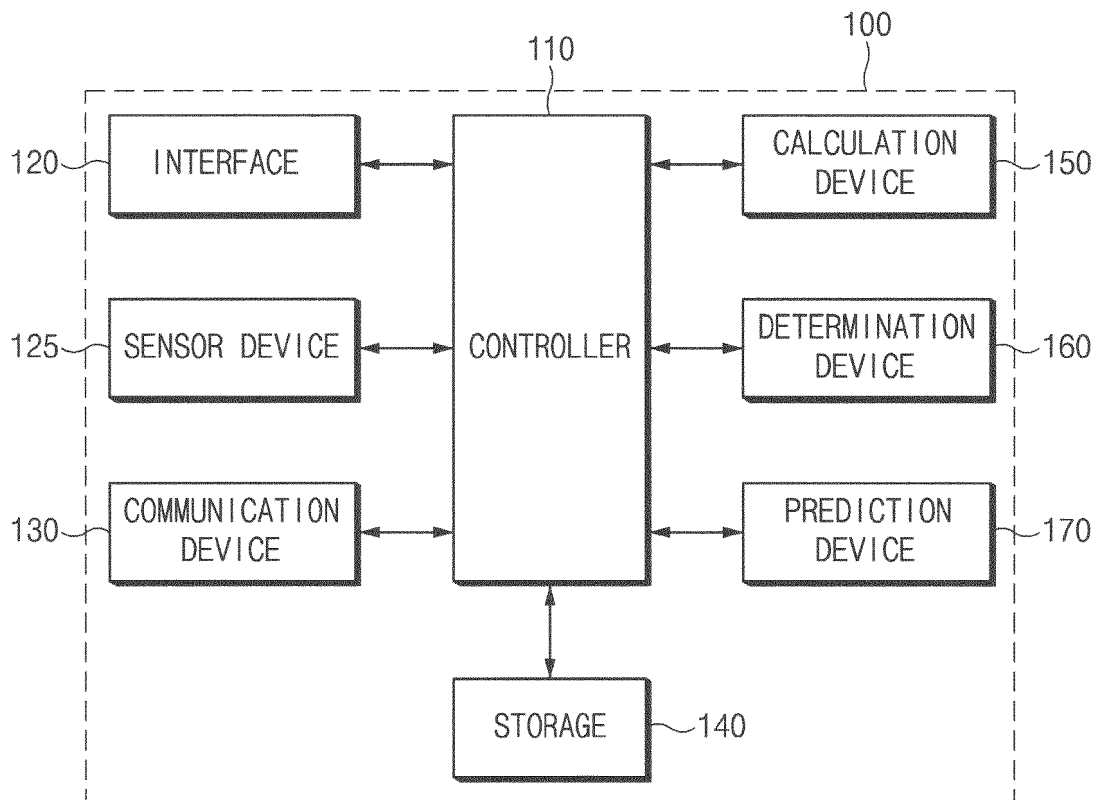 100
110
120
INTERFACE
CALCULATION
DEVICE
150
125
SENSOR DEVICE
CONTROLLER
DETERMINATION
DEVICE
160
130
COMMUNICATION
DEVICE
PREDICTION
DEVICE
170
STORAGE
140